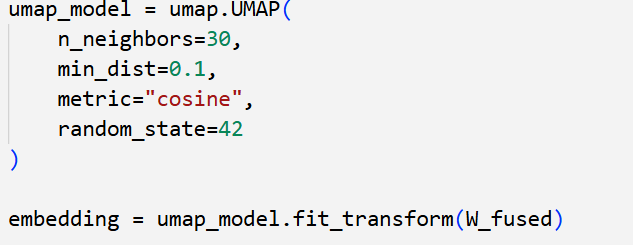 umap_model = umap.UMAP(
    n_neighbors=30,
    min_dist=0.1,
    metric="cosine",
    random_state=42
)
embedding = umap_model.fit_transform(W_fused)